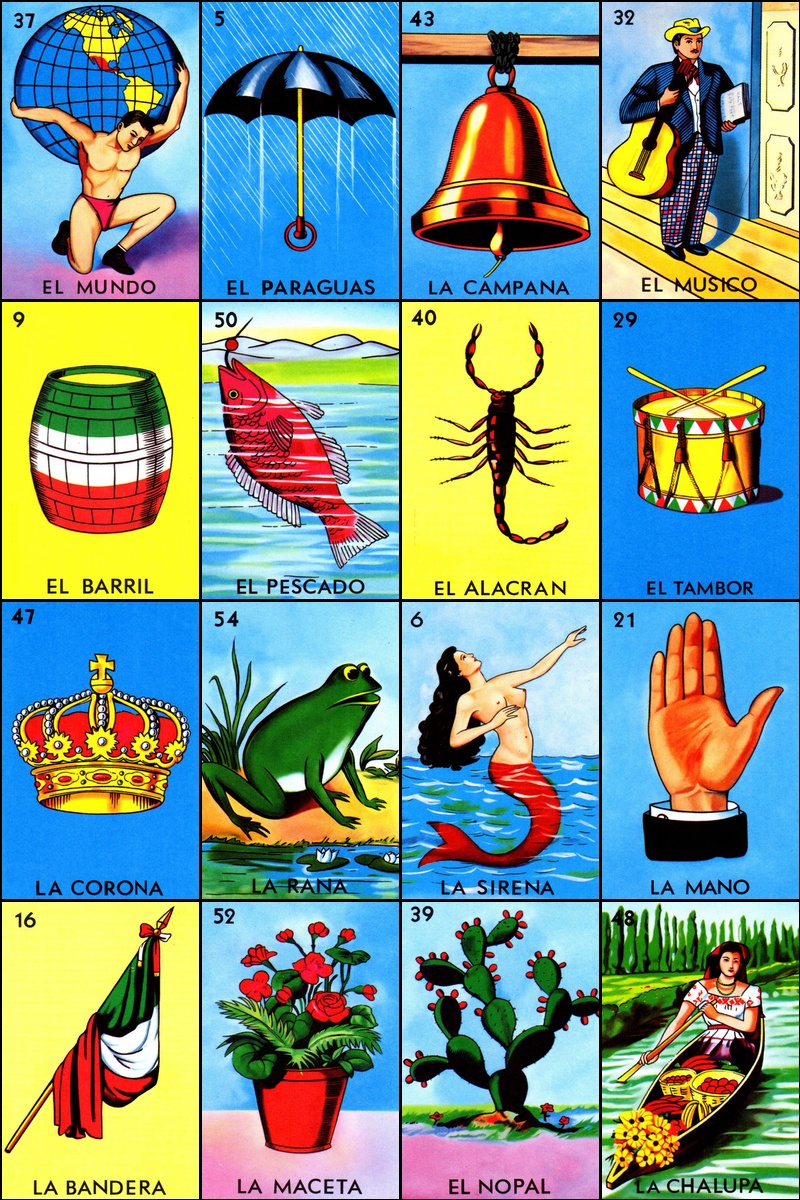 37
EL MUNDO
5
EL PARAGUAS
43
LA CAMPANA
32
EL MUSICO
9
EL BARRIL
50
EL PESCADO
40
EL ALACRAN
29
EL TAMBOR
47
LA CORONA
54
LA RANA
6
LA SIRENA
21
LA MANO
16
LA BANDERA
52
LA MACETA
39
EL NOPAL
48
LA CHALUPA